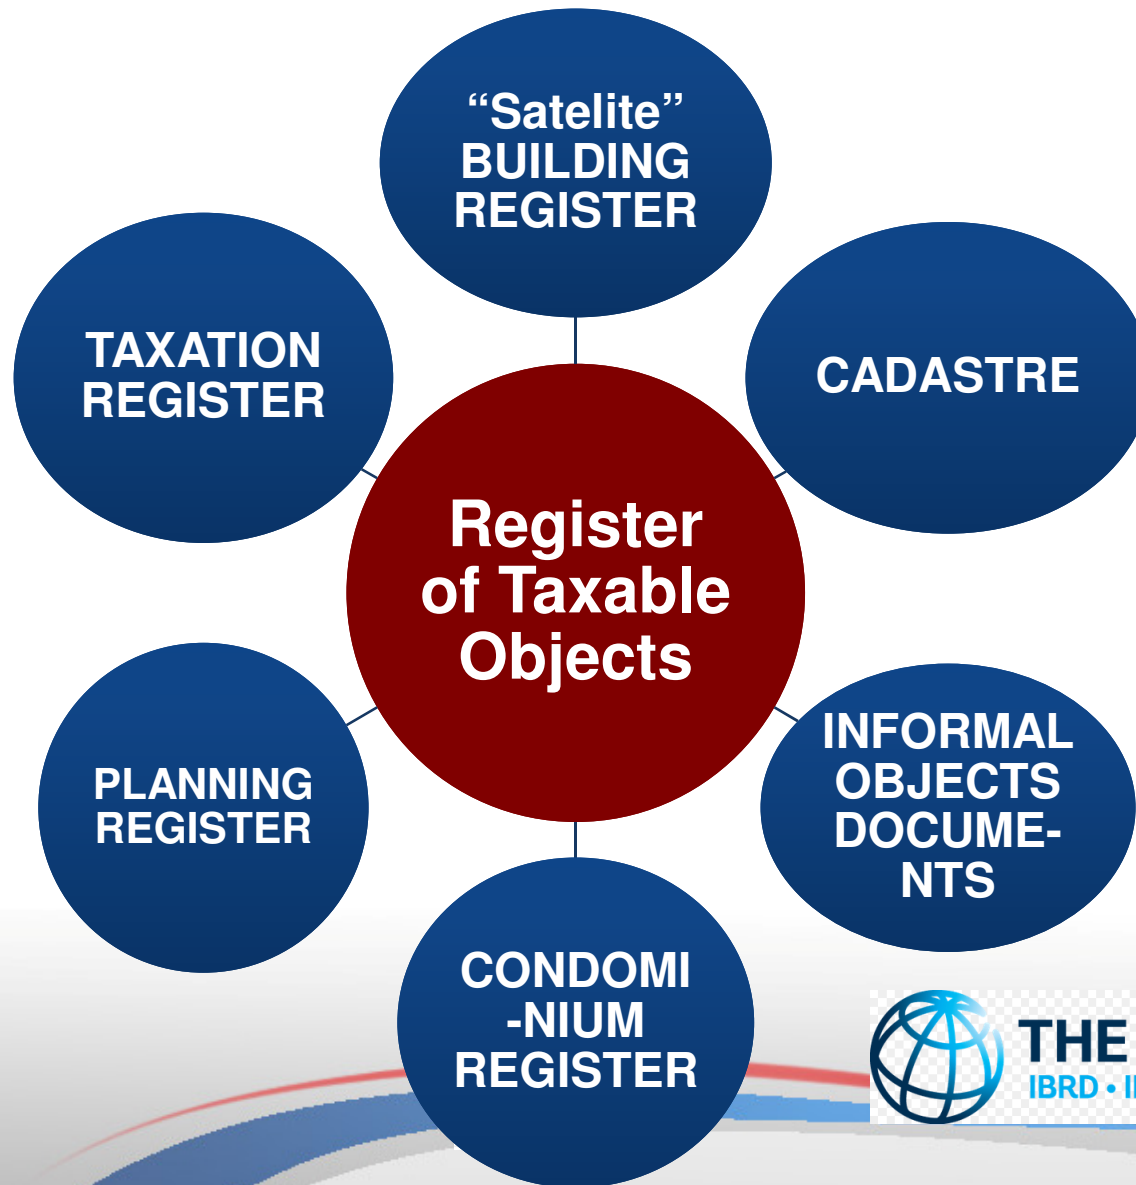 “Satelite”
BUILDING
REGISTER
TAXATION
REGISTER
CADASTRE
Register
of Taxable
Objects
PLANNING
REGISTER
INFORMAL
OBJECTS
DOCUME-
NTS
CONDOMI
-NIUM
REGISTER
THE
IBRD •